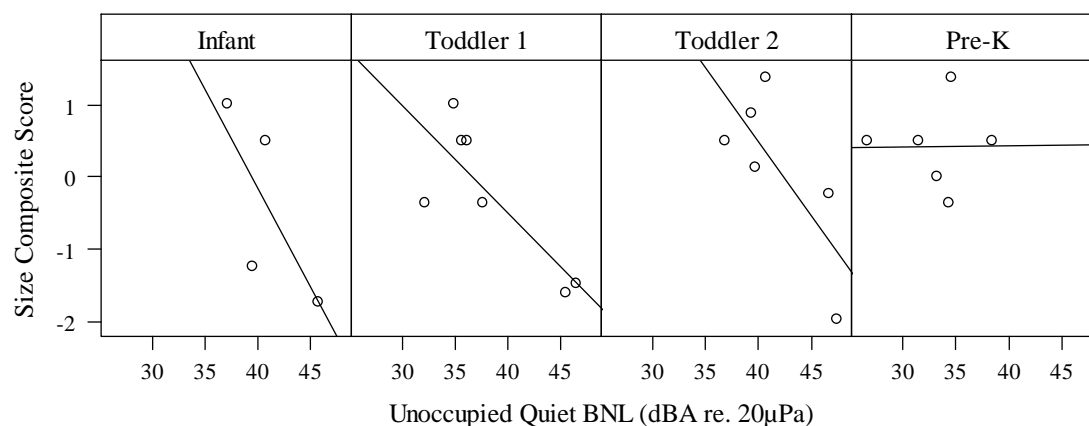 Infant Toddler 1 Toddler 2 Pre-K
Size Composite Score
1
0
-1
-2
30 35 40 45 30 35 40 45 30 35 40 45 30 35 40 45
Unoccupied Quiet BNL (dBA re. 20µPa)